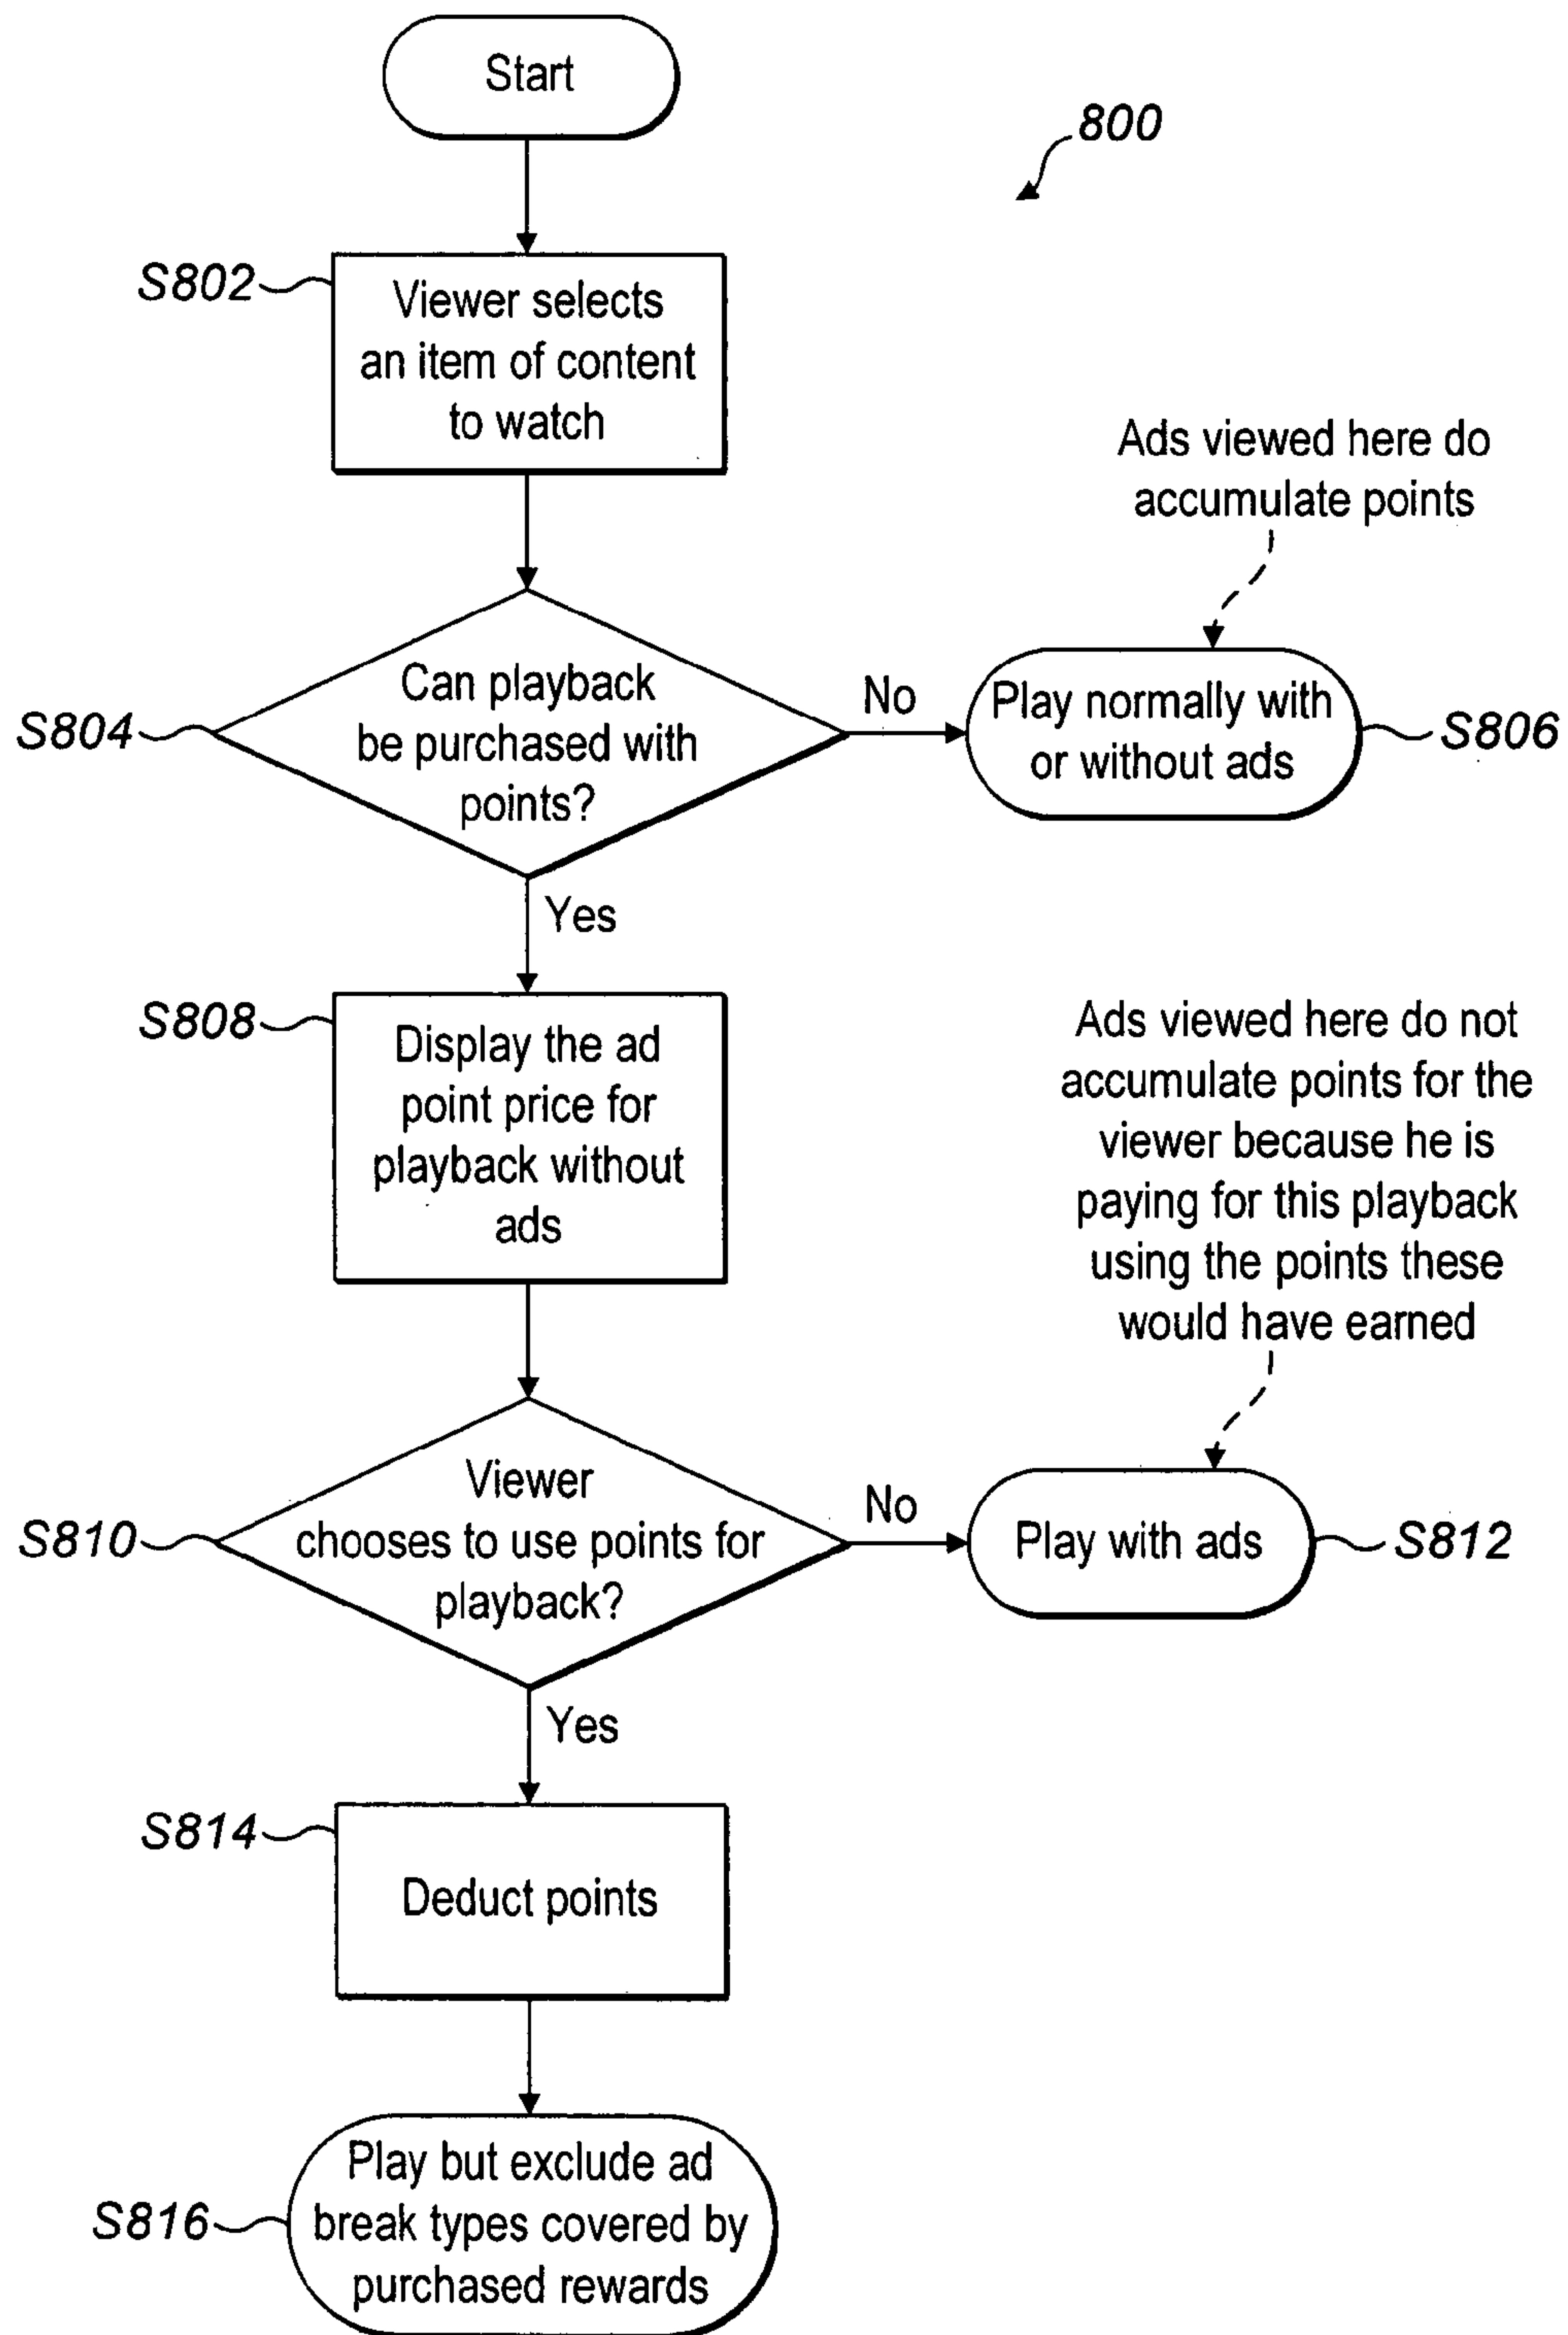 Start
800
S802
Viewer selects
an item of content
to watch
Ads viewed here do
accumulate points
S804
Can playback
be purchased with
points?
No
Play normally with
or without ads
S806
Yes
S808
Display the ad
point price for
playback without
ads
Ads viewed here do not
accumulate points for the
viewer because he is
paying for this playback
using the points these
would have earned
S810
Viewer
chooses to use points for
playback?
No
Play with ads
S812
Yes
S814
Deduct points
S816
Play but exclude ad
break types covered by
purchased rewards